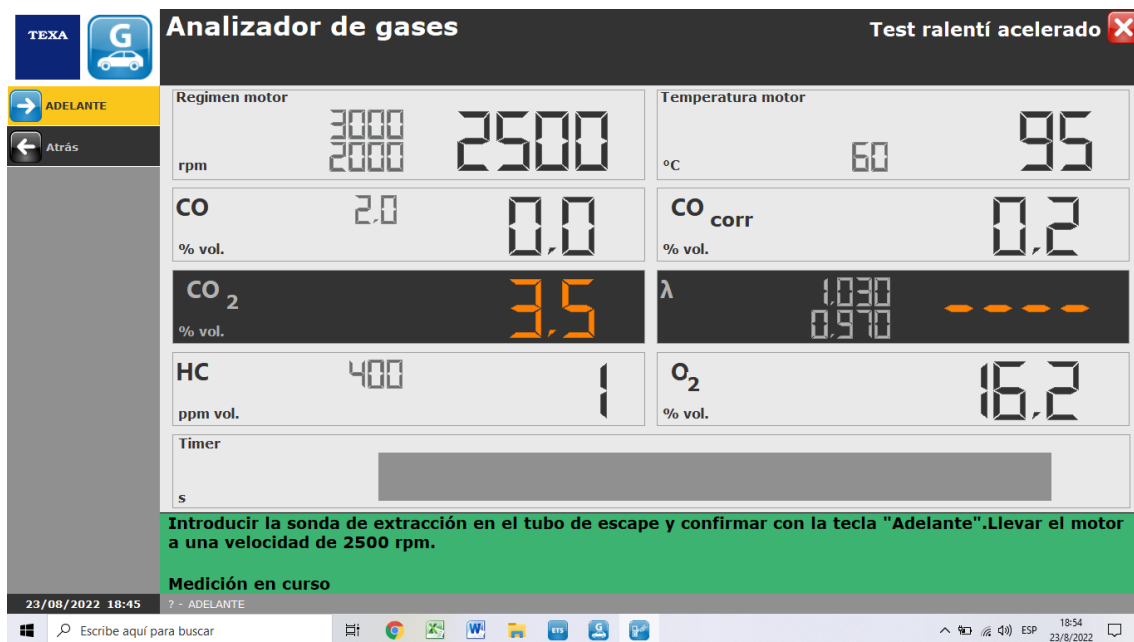 TEXA
G
Analizador de gases
Test ralentí acelerado
ADELANTE
Atrás
Regimen motor
3000
2000
2500
rpm
Temperatura motor
60
95
°C
CO
2,0
0,0
% vol.
CO corr
0,2
% vol.
CO 2
3,5
% vol.
λ
1,030
0,970
----
HC
400
1
ppm vol.
O2
16,2
% vol.
Timer
s
Introducir la sonda de extracción en el tubo de escape y confirmar con la tecla "Adelante".Llevar el motor
a una velocidad de 2500 rpm.
Medición en curso
23/08/2022 18:45
? - ADELANTE
Escribe aquí para buscar
ETS
G
ESP
18:54
23/8/2022